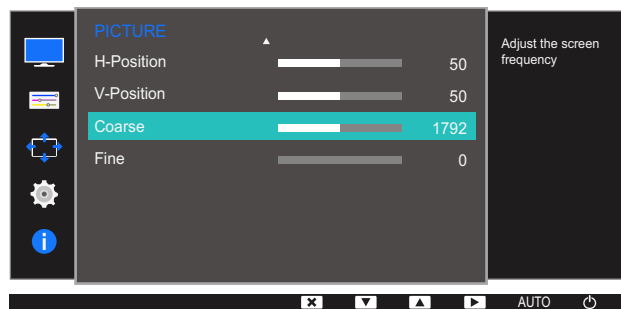 PICTURE
H-Position 50
V-Position 50
Coarse 1792
Fine 0
Adjust the screen
frequency
i
AUTO